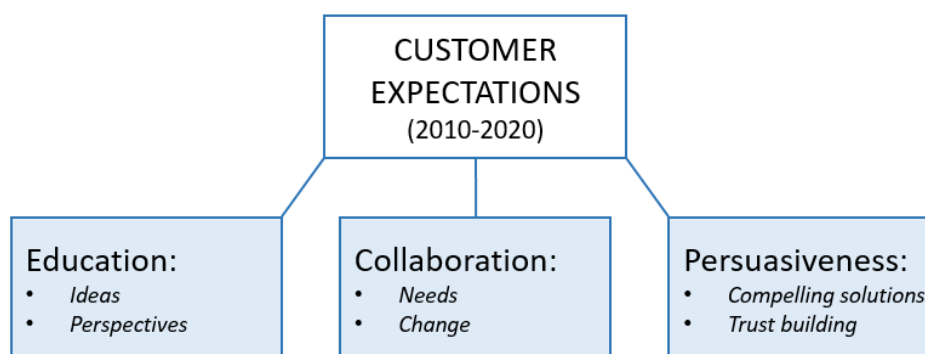 CUSTOMER
EXPECTATIONS
(2010-2020)
Education:
• Ideas
• Perspectives
Collaboration:
• Needs
• Change
Persuasiveness:
• Compelling solutions
• Trust building